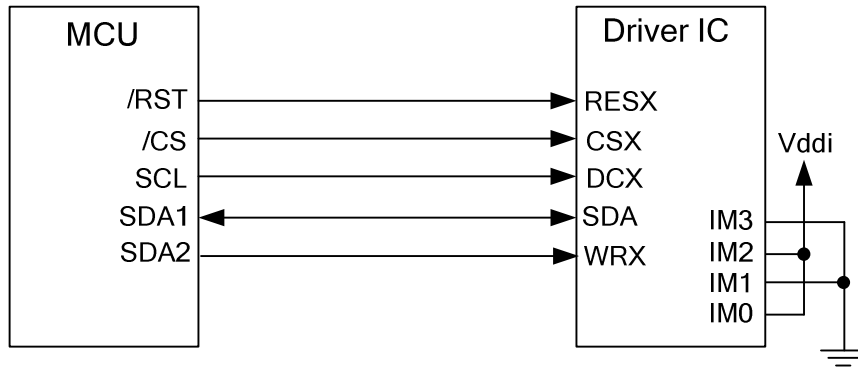 MCU
Driver IC
/RST
RESX
/CS
CSX
Vddi
SCL
DCX
SDA1
SDA
IM3
SDA2
WRX
IM2
IM1
IM0